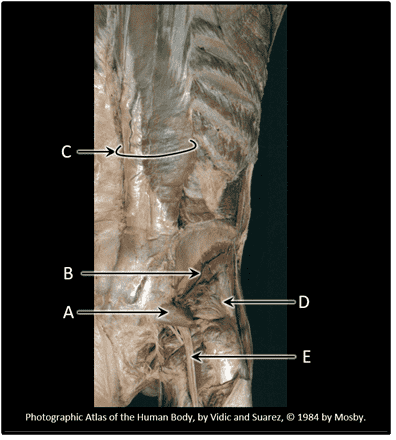 C
B
A
D
E
Photographic Atlas of the Human Body, by Vidic and Suarez, © 1984 by Mosby.